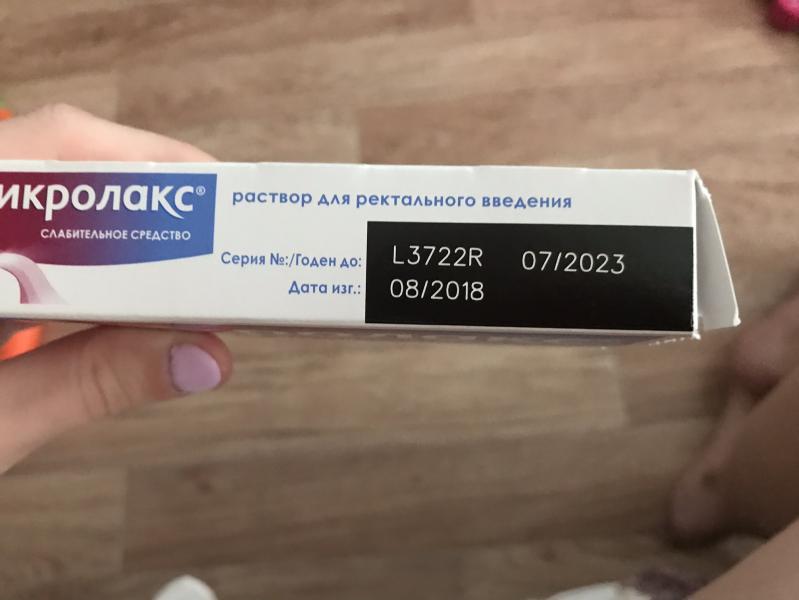 икролакс®
СЛАБИТЕЛЬНОЕ СРЕДСТВО
раствор для ректального введения
Серия №:/Годен до: L3722R 07/2023
Дата изг.: 08/2018